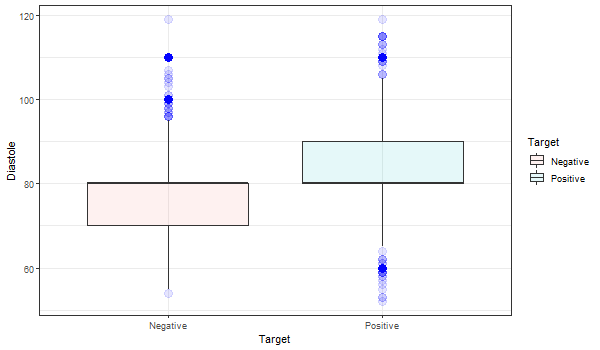 120
100
80
60
Diastole
Negative
Positive
Target
Target
Negative
Positive